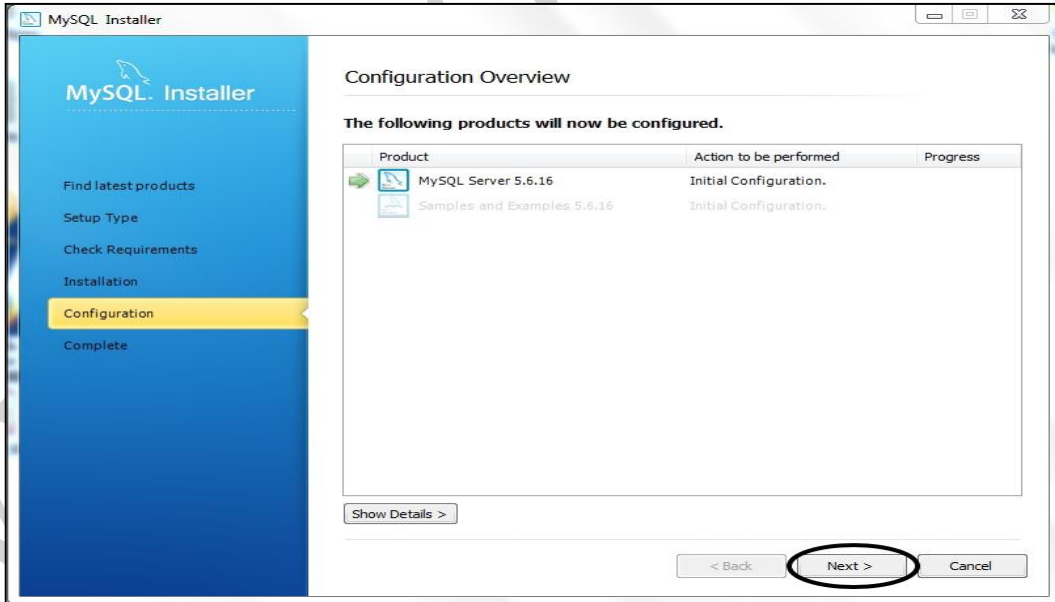 MySQL Installer
MySQL. Installer
Find latest products
Setup Type
Check Requirements
Installation
Configuration
Complete
Configuration Overview
The following products will now be configured.
Product Action to be performed Progress
MySQL Server 5.6.16 Initial Configuration.
Samples and Examples 5.6.16 Initial Configuration.
Show Details >
< Back Next > Cancel